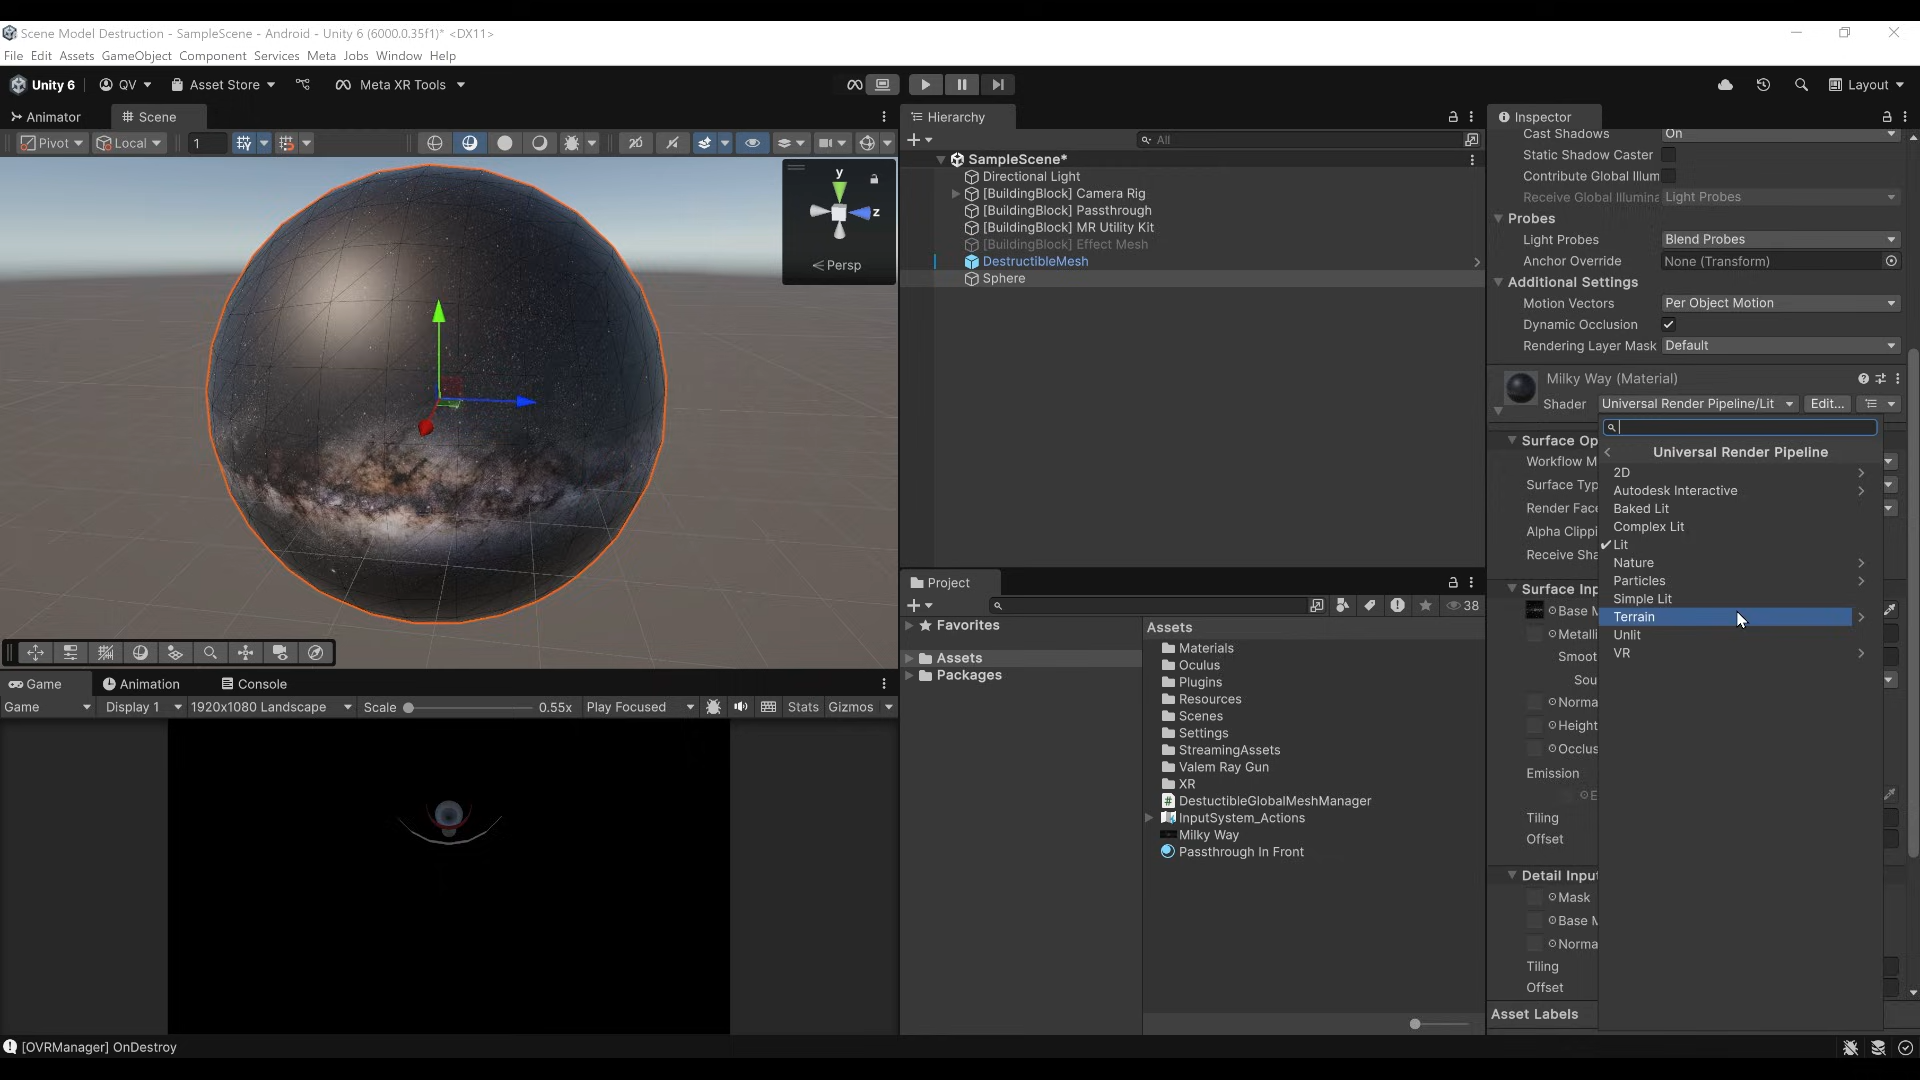 Scene Model Destruction - SampleScene - Android - Unity 6 (6000.0.35f1)* <DX11>
File Edit Assets GameObject Component Services Meta Jobs Window Help
Unity 6 QV Asset Store Meta XR Tools Layout
Animator Scene
Pivot Local 1
y
z
Persp
Game Animation Console
Game Display 1 1920x1080 Landscape Scale 0.55x Play Focused Stats Gizmos
[OVRManager] OnDestroy
Hierarchy
All
SampleScene*
Directional Light
[BuildingBlock] Camera Rig
[BuildingBlock] Passthrough
[BuildingBlock] MR Utility Kit
[BuildingBlock] Effect Mesh
DestructibleMesh
Sphere
Project
38
Favorites
Assets
Packages
Assets
Materials
Oculus
Plugins
Resources
Scenes
Settings
StreamingAssets
Valem Ray Gun
XR
DestuctibleGlobalMeshManager
InputSystem_Actions
Milky Way
Passthrough In Front
Inspector
Cast Shadows On
Static Shadow Caster
Contribute Global Illum
Receive Global Illumina Light Probes
Probes
Light Probes Blend Probes
Anchor Override None (Transform)
Additional Settings
Motion Vectors Per Object Motion
Dynamic Occlusion
Rendering Layer Mask Default
Milky Way (Material)
Shader Universal Render Pipeline/Lit Edit...
Universal Render Pipeline
2D
Autodesk Interactive
Baked Lit
Complex Lit
Lit
Nature
Particles
Simple Lit
Terrain
Unlit
VR
Surface Op
Workflow M
Surface Typ
Render Face
Alpha Clippi
Receive Sha
Surface Inp
Base M
Metalli
Smoot
Sou
Norma
Height
Occlus
Emission
E
Tiling
Offset
Detail Input
Mask
Base M
Norma
Tiling
Offset
Asset Labels